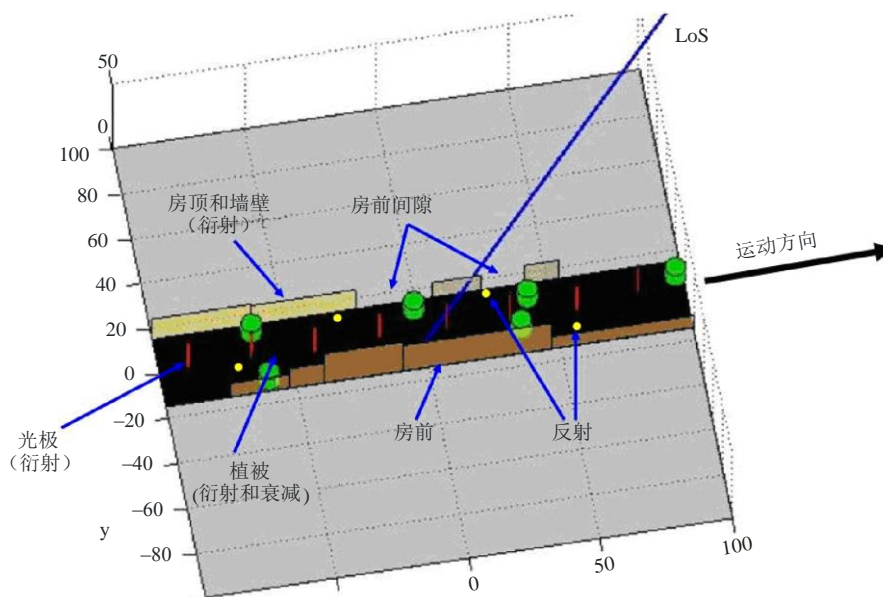 LoS
50
0
100
80
60
40
20
0
–20
–40
–60
–80
y
房顶和墙壁
（衍射）
房前间隙
运动方向
光极
（衍射）
植被
(衍射和衰减)
房前
反射
0
50
100